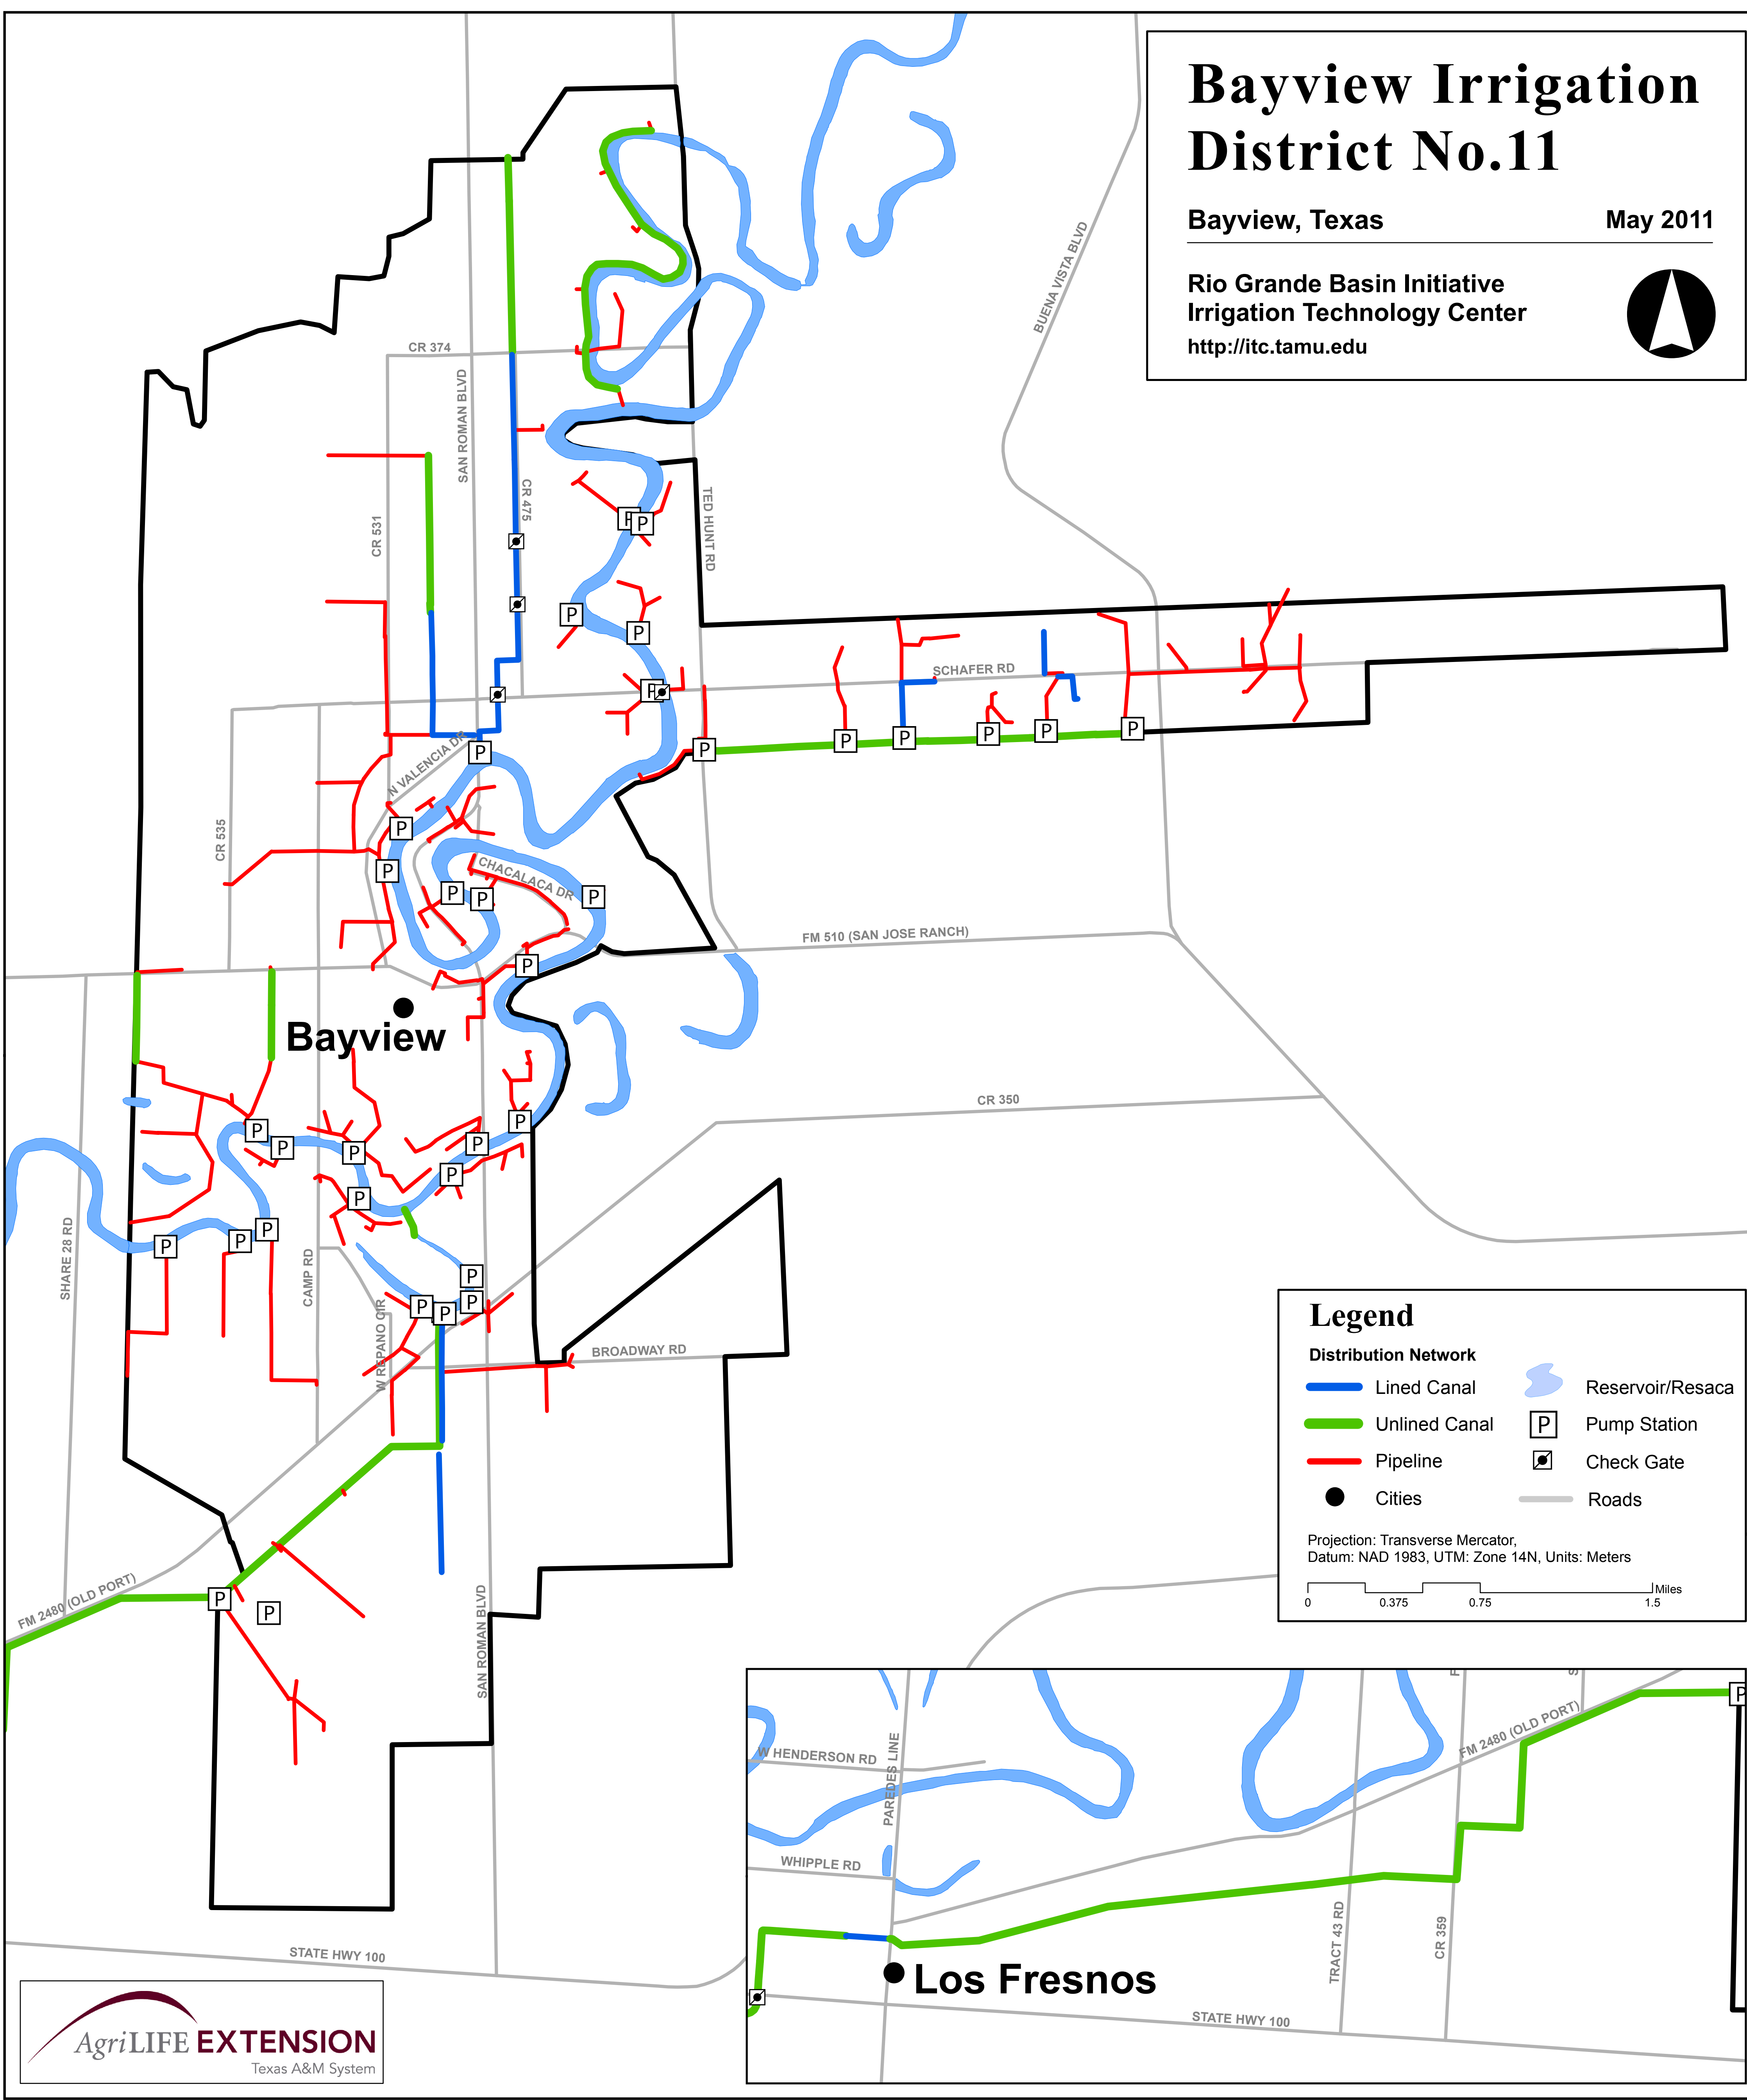 Bayview Irrigation
District No.11
Bayview, Texas May 2011
Rio Grande Basin Initiative
Irrigation Technology Center
http://itc.tamu.edu
BUENA VISTA BLVD
CR 374
SAN ROMAN BLVD
CR 475
CR 531
TED HUNT RD
P
P
P
P
SCHAFER RD
P
P
P
P
P
P
P
P
N VALENCIA DR
CR 535
P
P
CHACALACA DR
P
P
P
FM 510 (SAN JOSE RANCH)
P
Bayview
CR 350
P
P
P
P
P
P
P
P
P
P
SHARE 28 RD
CAMP RD
P
P
P
P
W REPANO CIR
BROADWAY RD
Legend
Distribution Network
Lined Canal
Reservoir/Resaca
Unlined Canal
P
Pump Station
Pipeline
Check Gate
Cities
Roads
Projection: Transverse Mercator,
Datum: NAD 1983, UTM: Zone 14N, Units: Meters
Miles
0 0.375 0.75 1.5
FM 2480 (OLD PORT)
P
P
SAN ROMAN BLVD
STATE HWY 100
W HENDERSON RD
PAREDES LINE
FM 2480 (OLD PORT)
F
S
P
WHIPPLE RD
TRACT 43 RD
CR 359
Los Fresnos
STATE HWY 100
AgriLIFE EXTENSION
Texas A&M System